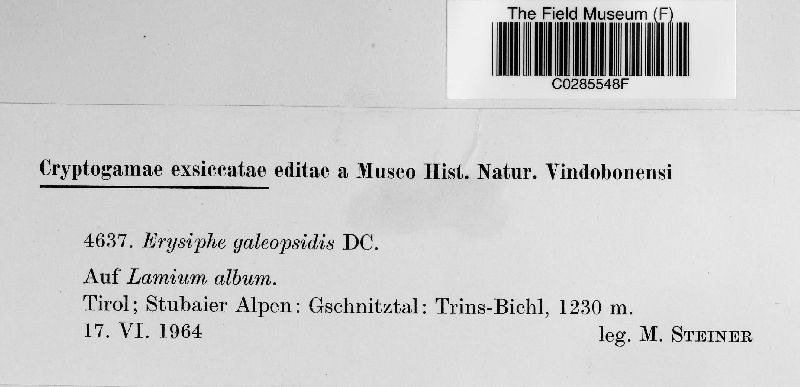 The Field Museum (F)
C0285548F
Cryptogamae exsiccatae editae a Museo Hist. Natur. Vindobonensi
4637. Erysiphe galeopsidis DC.
Auf Lamium album.
Tirol; Stubaier Alpen: Gschnitztal: Trins-Bichl, 1230 m.
17. VI. 1964 leg. M. STEINER